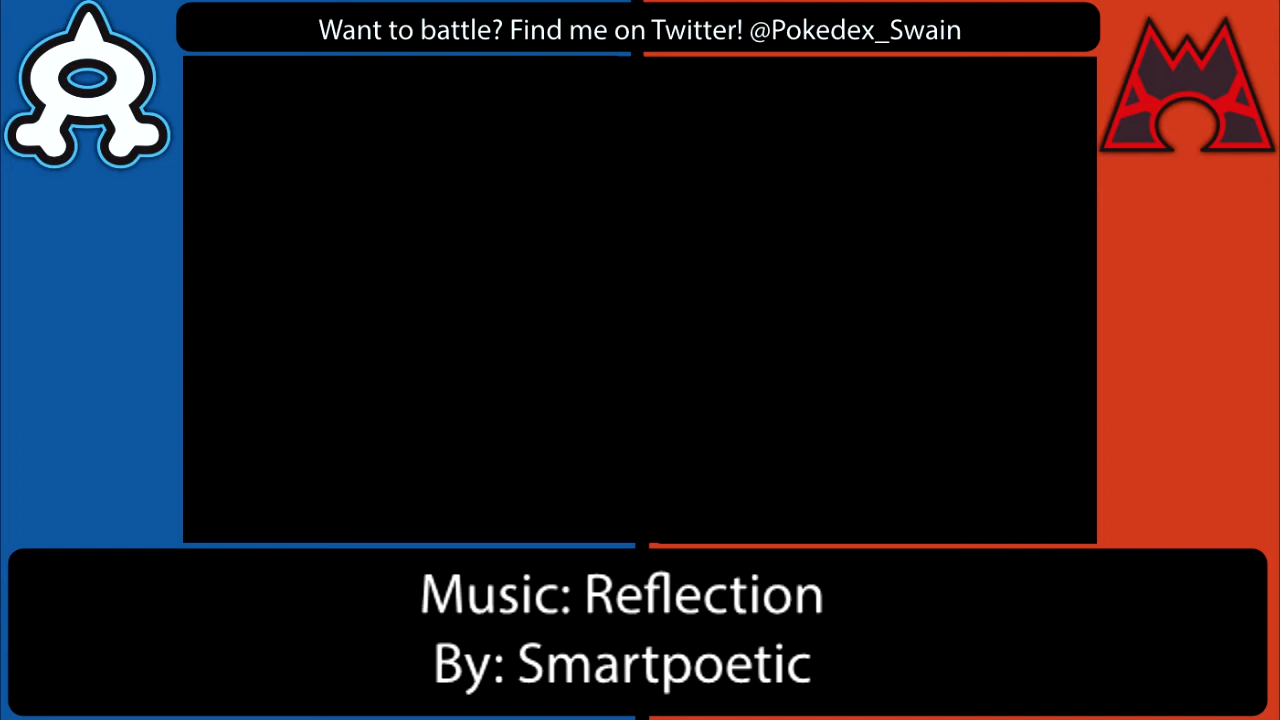 Want to battle? Find me on Twitter! @Pokedex_Swain
Music: Reflection
By: Smartpoetic